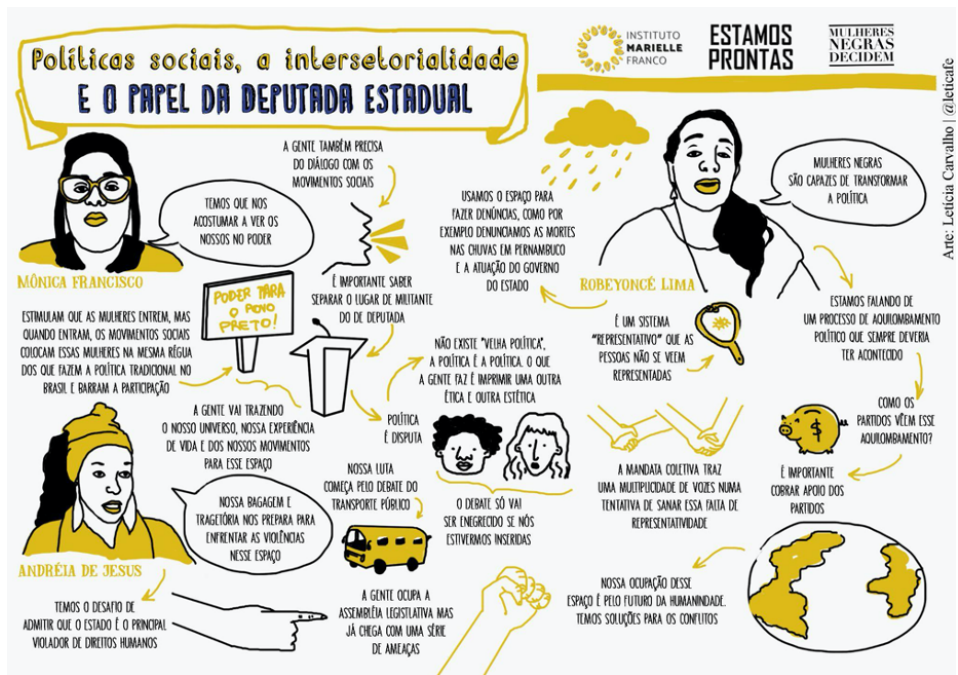 Políticas sociais, a intersetorialidade
E O PAPEL DA DEPUTADA ESTADUAL
INSTITUTO
MARIELLE
FRANCO
ESTAMOS
PRONTAS
MULHERES
NEGRAS
DECIDEM
Arte: Letícia Carvalho | @leticafe
TEMOS QUE NOS
ACOSTUMAR A VER OS
NOSSOS NO PODER
MÔNICA FRANCISCO
A GENTE TAMBÉM PRECISA
DO DIÁLOGO COM OS
MOVIMENTOS SOCIAIS
É IMPORTANTE SABER
SEPARAR O LUGAR DE MILITANTE
DO DE DEPUTADA
ESTIMULAM QUE AS MULHERES ENTREM, MAS
QUANDO ENTRAM, OS MOVIMENTOS SOCIAIS
COLOCAM ESSAS MULHERES NA MESMA RÉGUA
DOS QUE FAZEM A POLÍTICA TRADICIONAL NO
BRASIL E BARRAM A PARTICIPAÇÃO
PODER PARA
O POVO
PRETO!
A GENTE VAI TRAZENDO
O NOSSO UNIVERSO, NOSSA EXPERIÊNCIA
DE VIDA E DOS NOSSOS MOVIMENTOS
PARA ESSE ESPAÇO
POLÍTICA
É DISPUTA
NÃO EXISTE "VELHA POLÍTICA",
A POLÍTICA É A POLÍTICA. O QUE
A GENTE FAZ É IMPRIMIR UMA OUTRA
ÉTICA E OUTRA ESTÉTICA
O DEBATE SÓ VAI
SER ENEGRECIDO SE NÓS
ESTIVERMOS INSERIDAS
NOSSA BAGAGEM E
TRAGETÓRIA NOS PREPARA PARA
ENFRENTAR AS VIOLÊNCIAS
NESSE ESPAÇO
ANDRÉIA DE JESUS
NOSSA LUTA
COMEÇA PELO DEBATE DO
TRANSPORTE PÚBLICO
TEMOS O DESAFIO DE
ADMITIR QUE O ESTADO É O PRINCIPAL
VIOLADOR DE DIREITOS HUMANOS
A GENTE OCUPA A
ASSEMBLÉIA LEGISLATIVA MAS
JÁ CHEGA COM UMA SÉRIE
DE AMEAÇAS
MULHERES NEGRAS
SÃO CAPAZES DE TRANSFORMAR
A POLÍTICA
ROBEYONCÉ LIMA
USAMOS O ESPAÇO PARA
FAZER DENÚNCIAS, COMO POR
EXEMPLO DENUNCIAMOS AS MORTES
NAS CHUVAS EM PERNAMBUCO
E A ATUAÇÃO DO GOVERNO
DO ESTADO
É UM SISTEMA
"REPRESENTATIVO" QUE AS
PESSOAS NÃO SE VEEM
REPRESENTADAS
ESTAMOS FALANDO DE
UM PROCESSO DE AQUILOMBAMENTO
POLÍTICO QUE SEMPRE DEVERIA
TER ACONTECIDO
COMO OS
PARTIDOS VÊEM ESSE
AQUILOMBAMENTO?
É IMPORTANTE
COBRAR APOIO DOS
PARTIDOS
A MANDATA COLETIVA TRAZ
UMA MULTIPLICIDADE DE VOZES NUMA
TENTATIVA DE SANAR ESSA FALTA DE
REPRESENTATIVIDADE
NOSSA OCUPAÇÃO DESSE
ESPAÇO É PELO FUTURO DA HUMANINDADE.
TEMOS SOLUÇÕES PARA OS CONFLITOS